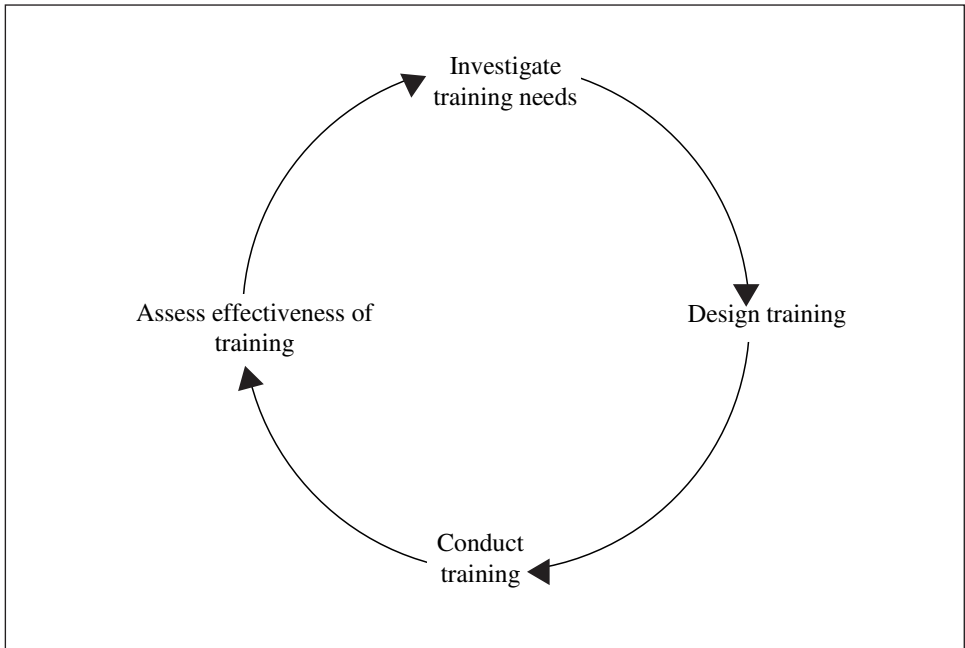 Investigate
training needs
Design training
Conduct
training
Assess effectiveness of
training